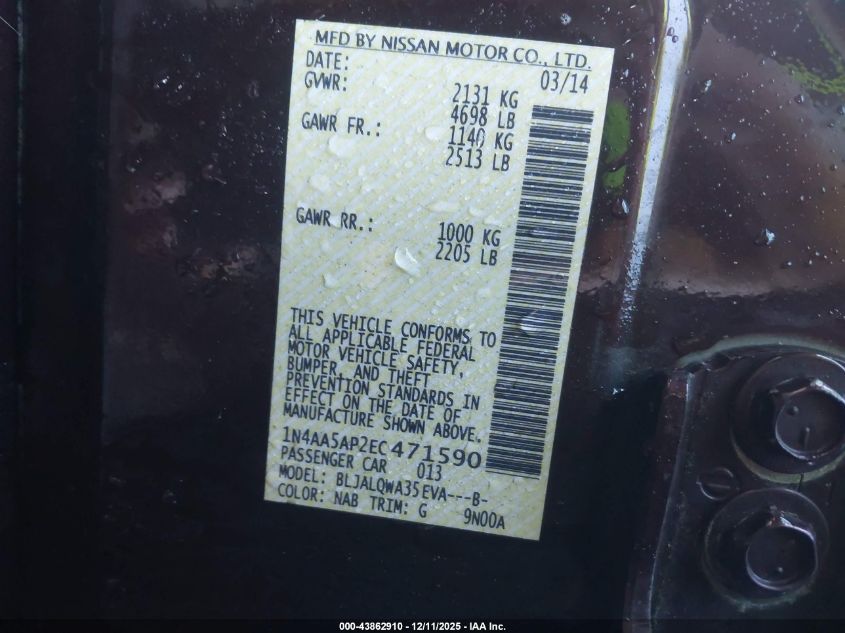 MFD BY NISSAN MOTOR CO., LTD.
DATE: 03/14
GVWR: 2131 KG
4698 LB
GAWR FR.: 1140 KG
2513 LB
GAWR RR.: 1000 KG
2205 LB
THIS VEHICLE CONFORMS TO
ALL APPLICABLE FEDERAL
MOTOR VEHICLE SAFETY,
BUMPER, AND THEFT
PREVENTION STANDARDS IN
EFFECT ON THE DATE OF
MANUFACTURE SHOWN ABOVE.
1N4AA5AP2EC471590
PASSENGER CAR 013
MODEL: BLJALQWA35EVA---B-
COLOR: NAB TRIM: G 9N00A
000-43862910 - 12/11/2025 - IAA Inc.